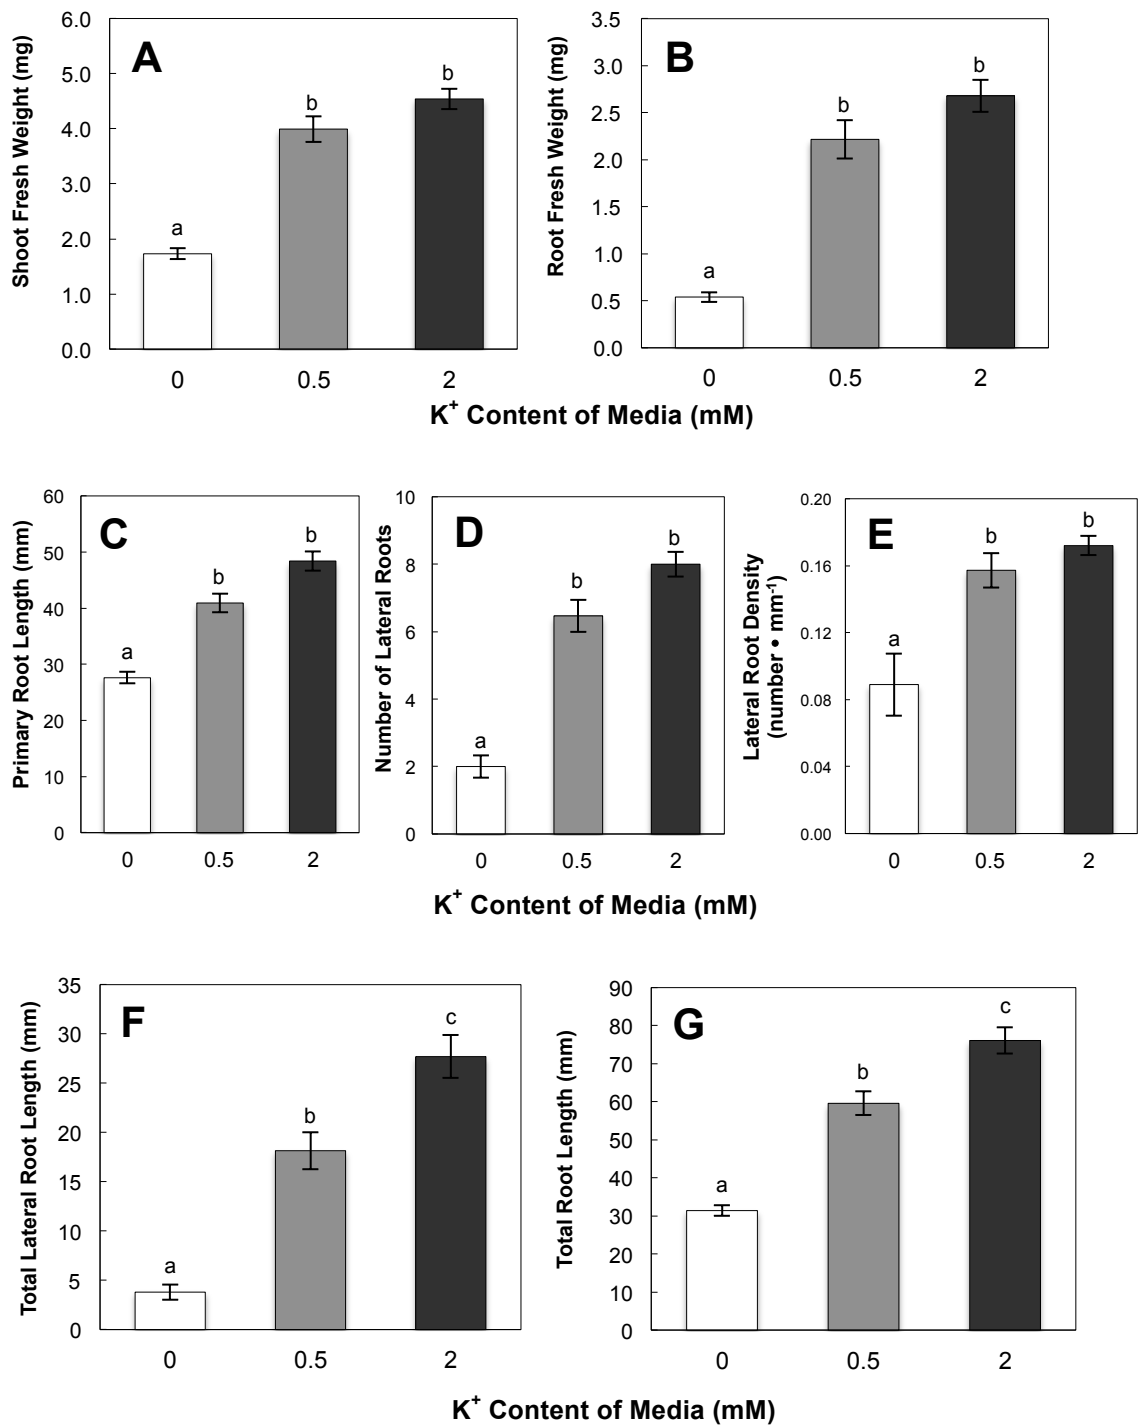 A
Shoot Fresh Weight (mg)
6.0
5.0
4.0
3.0
2.0
1.0
0.0
a
b
b
0
0.5
2
B
Root Fresh Weight (mg)
3.5
3.0
2.5
2.0
1.5
1.0
0.5
0.0
a
b
b
0
0.5
2
K⁺ Content of Media (mM)
C
Primary Root Length (mm)
60
50
40
30
20
10
0
a
b
b
0
0.5
2
D
Number of Lateral Roots
10
8
6
4
2
0
a
b
b
0
0.5
2
E
Lateral Root Density
(number • mm⁻¹)
0.20
0.16
0.12
0.08
0.04
0.00
a
b
b
0
0.5
2
K⁺ Content of Media (mM)
F
Total Lateral Root Length (mm)
35
30
25
20
15
10
5
0
a
b
c
0
0.5
2
G
Total Root Length (mm)
90
80
70
60
50
40
30
20
10
0
a
b
c
0
0.5
2
K⁺ Content of Media (mM)